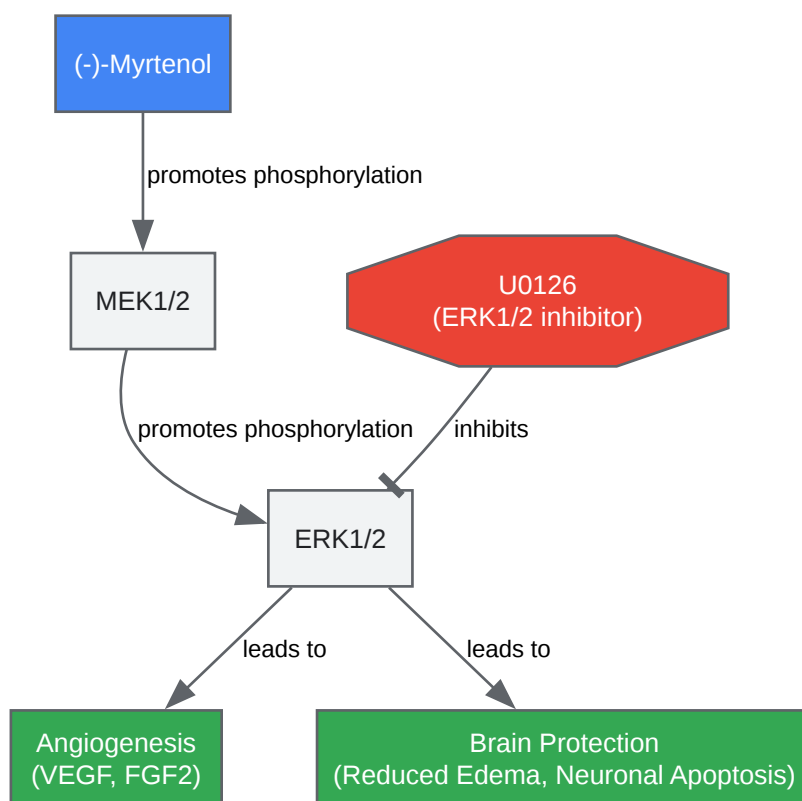 (-)-Myrtenol
promotes phosphorylation
MEK1/2
U0126
(ERK1/2 inhibitor)
promotes phosphorylation
inhibits
ERK1/2
leads to
leads to
Angiogenesis
(VEGF, FGF2)
Brain Protection
(Reduced Edema, Neuronal Apoptosis)